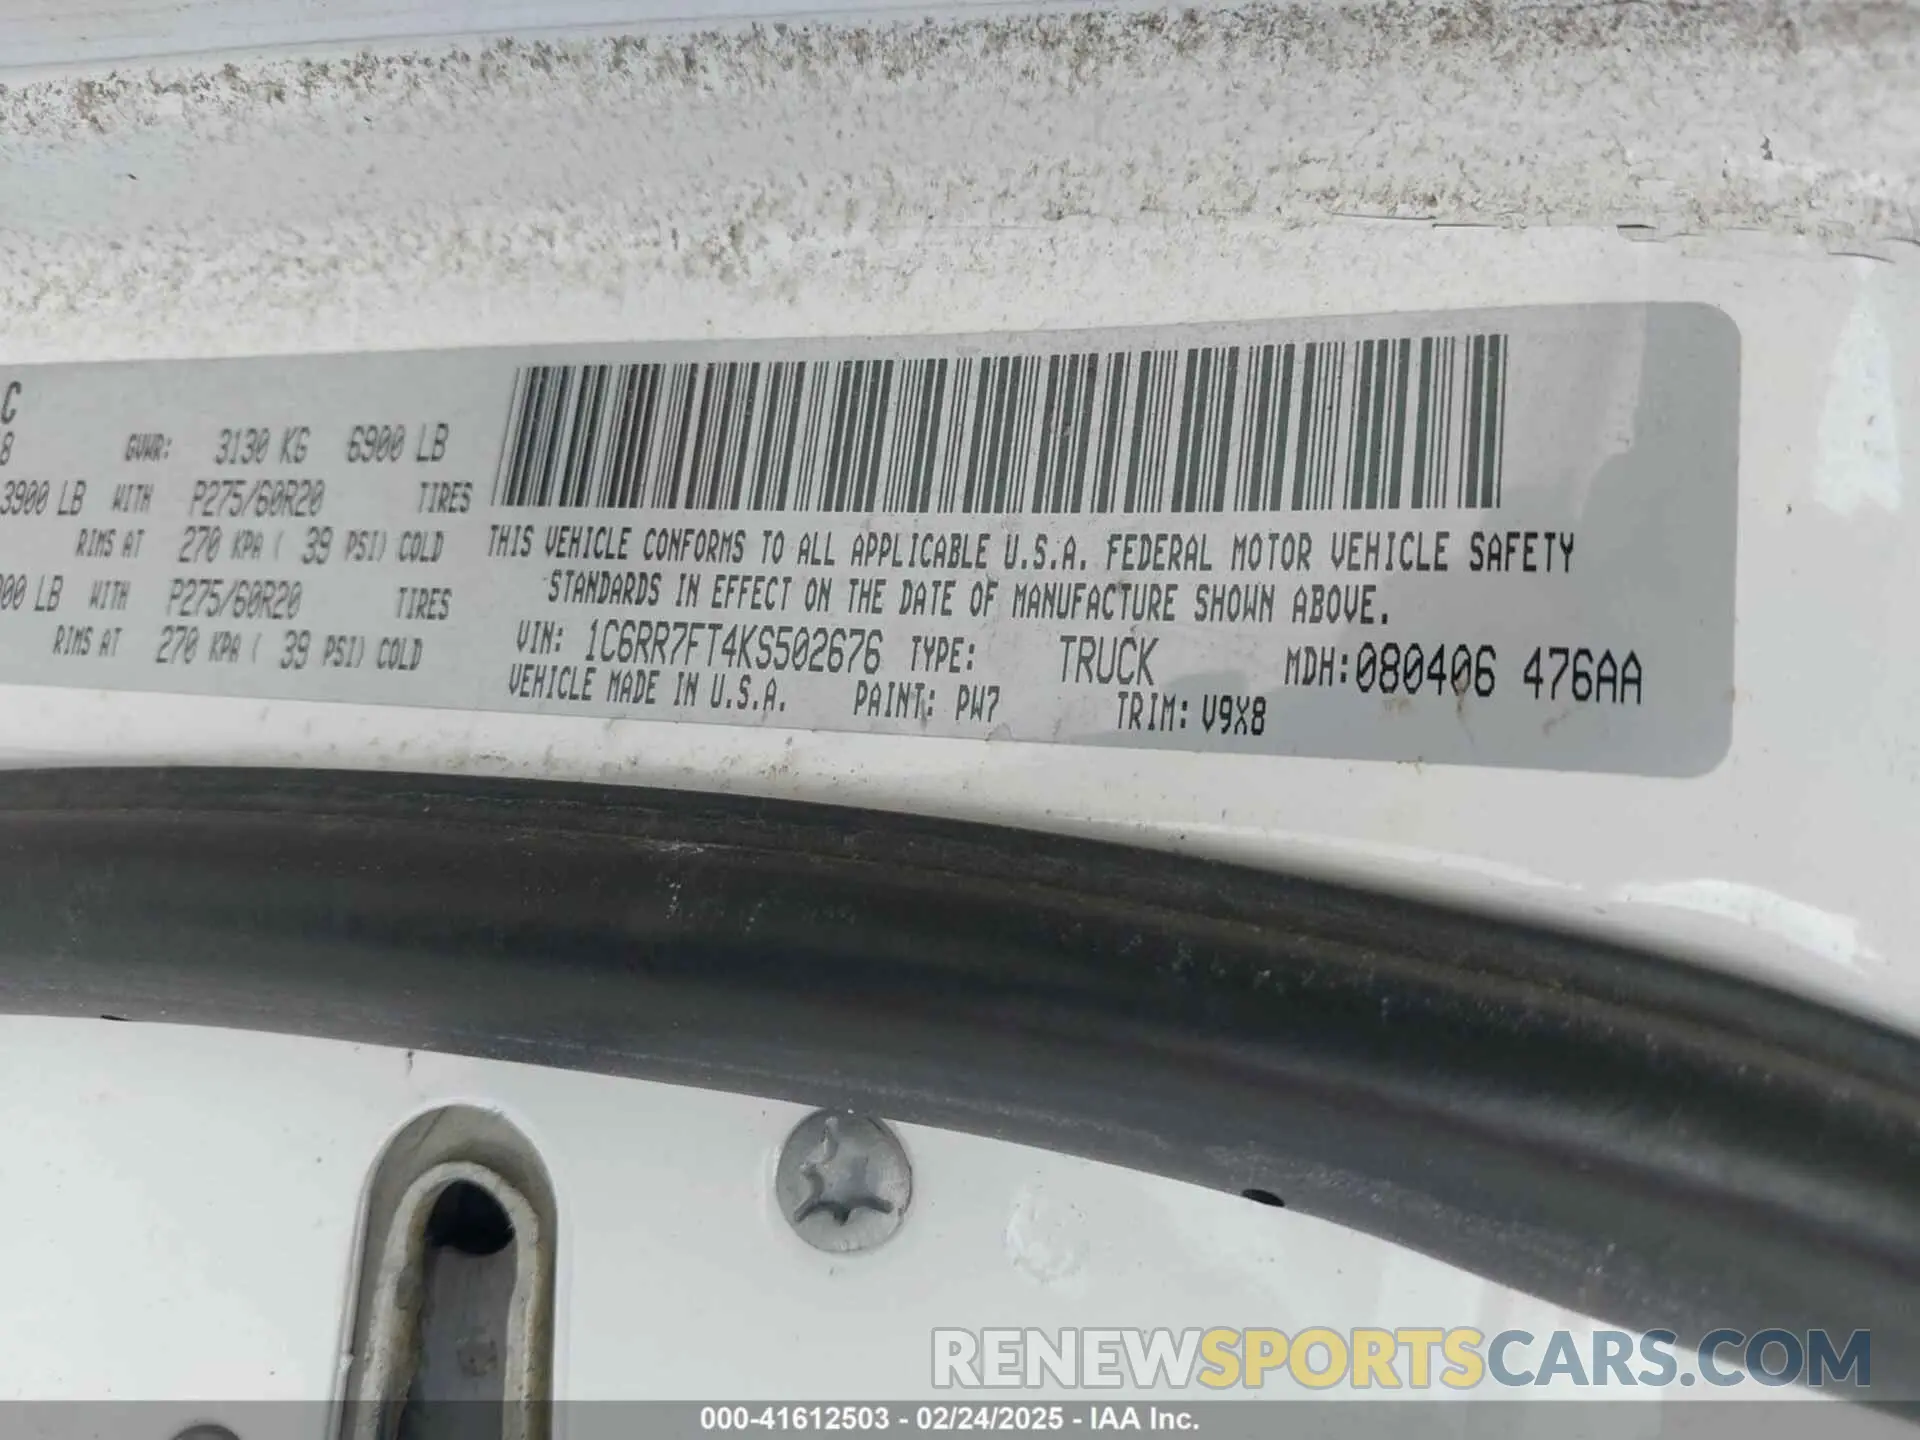 C
8 GVWR: 3130 KG 6900 LB
3900 LB WITH P275/60R20 TIRES
RIMS AT 270 KPA ( 39 PSI) COLD
00 LB WITH P275/60R20 TIRES
RIMS AT 270 KPA ( 39 PSI) COLD
THIS VEHICLE CONFORMS TO ALL APPLICABLE U.S.A. FEDERAL MOTOR VEHICLE SAFETY
STANDARDS IN EFFECT ON THE DATE OF MANUFACTURE SHOWN ABOVE.
VIN: 1C6RR7FT4KS502676 TYPE: TRUCK MDH:080406 476AA
VEHICLE MADE IN U.S.A. PAINT: PW7 TRIM: V9X8
RENEWSPORTSCARS.COM
000-41612503 - 02/24/2025 - IAA Inc.